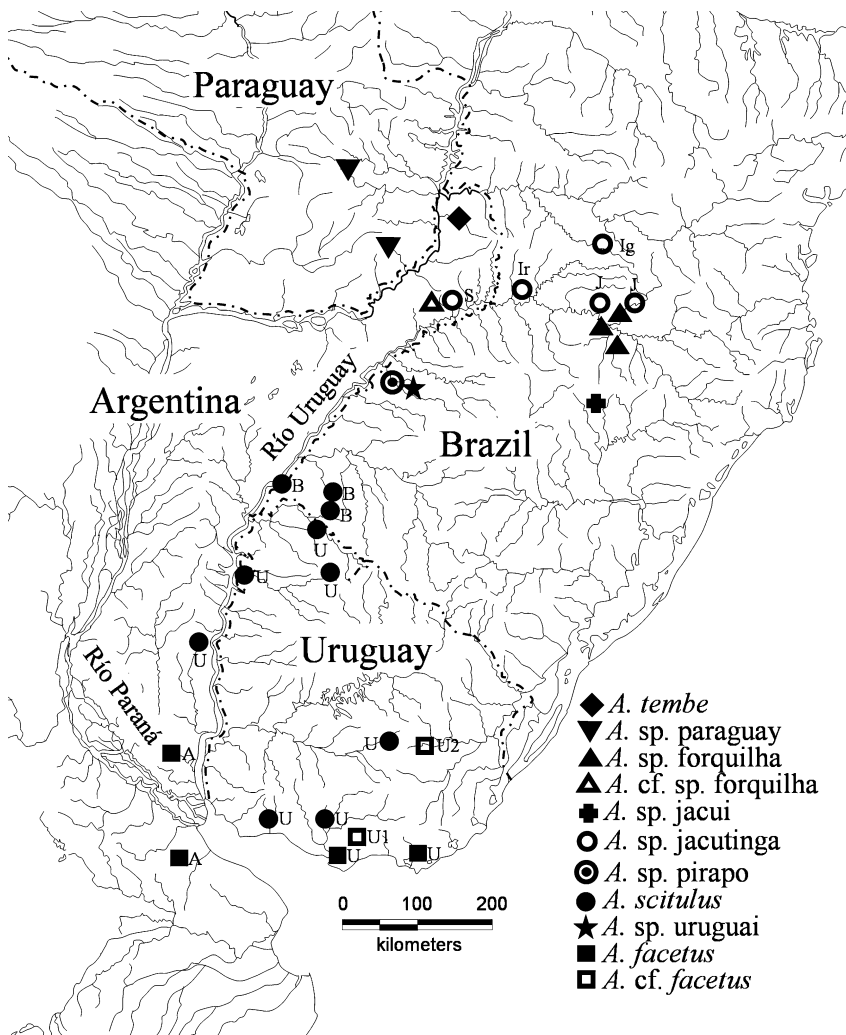 Paraguay
Ig
Ir
J
J
S
Río Uruguay
Argentina
Brazil
B
B
B
U
U
U
U
Uruguay
Río Paraná
A
U
U2
U
U
U1
U
U
A
A. tembe
A. sp. paraguay
A. sp. forquilha
A. cf. sp. forquilha
A. sp. jacui
A. sp. jacutinga
A. sp. pirapo
A. scitulus
A. sp. uruguai
A. facetus
A. cf. facetus
0 100 200
kilometers